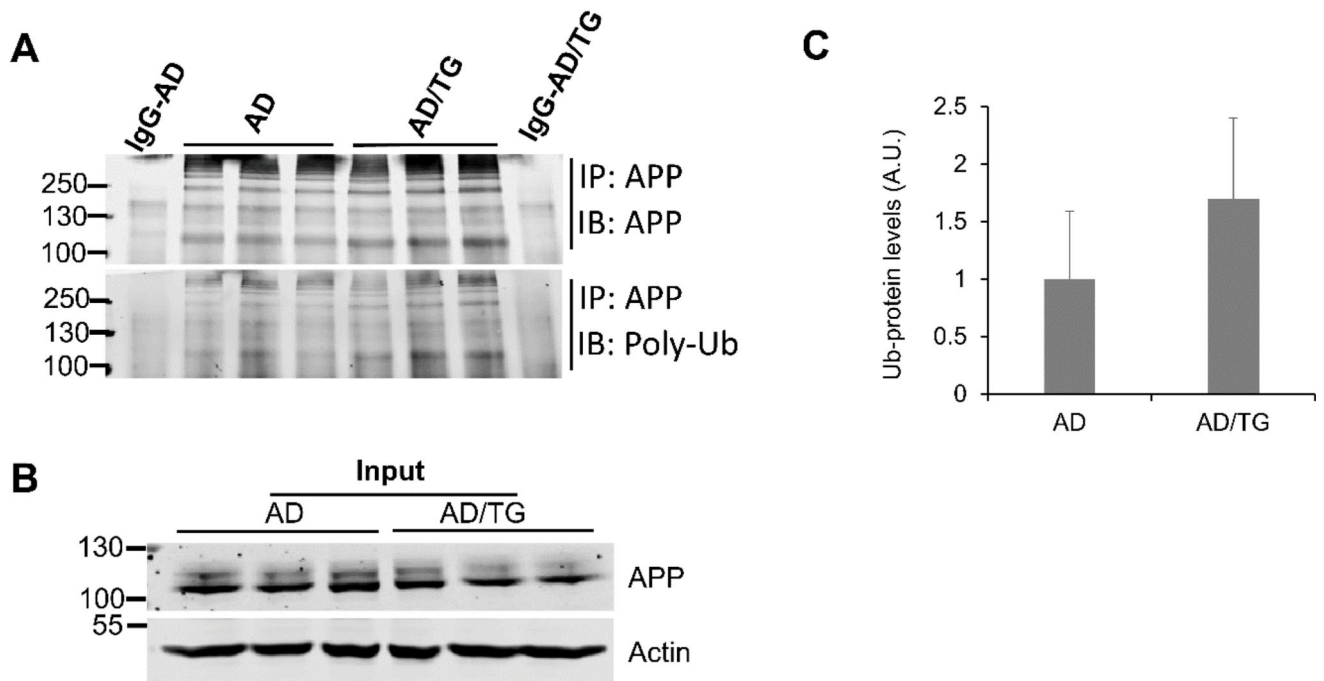 A
IgG-AD
AD
AD/TG
IgG-AD/TG
250
130
100
IP: APP
IB: APP
250
130
100
IP: APP
IB: Poly-Ub
B
Input
AD
AD/TG
130
100
APP
55
Actin
C
Ub-protein levels (A.U.)
2.5
2
1.5
1
0.5
0
AD
AD/TG